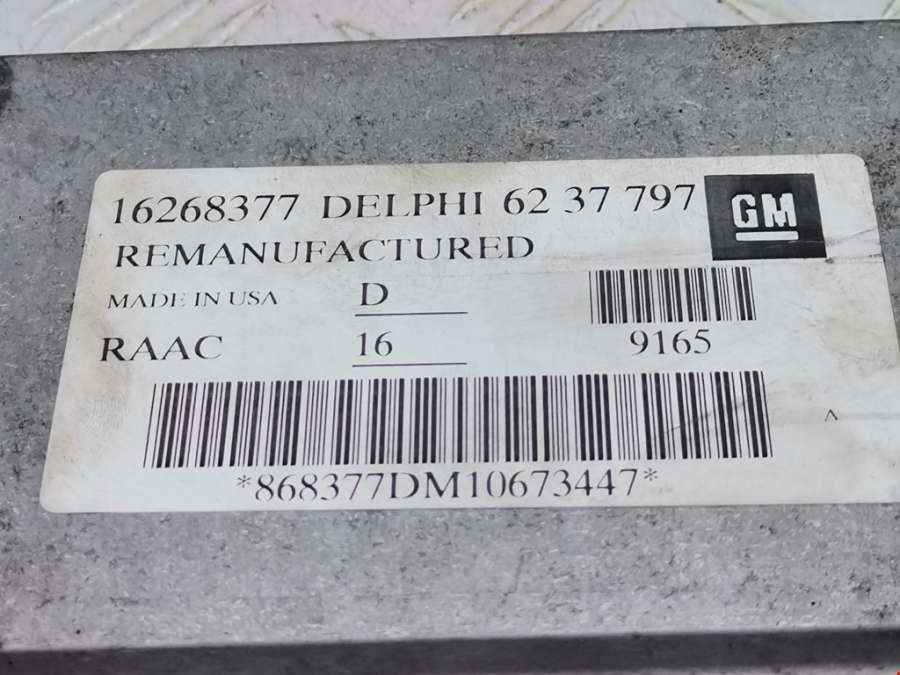 16268377 DELPHI 62 37 797 GM
REMANUFACTURED
MADE IN USA D
RAAC 16 9165
*868377DM10673447*